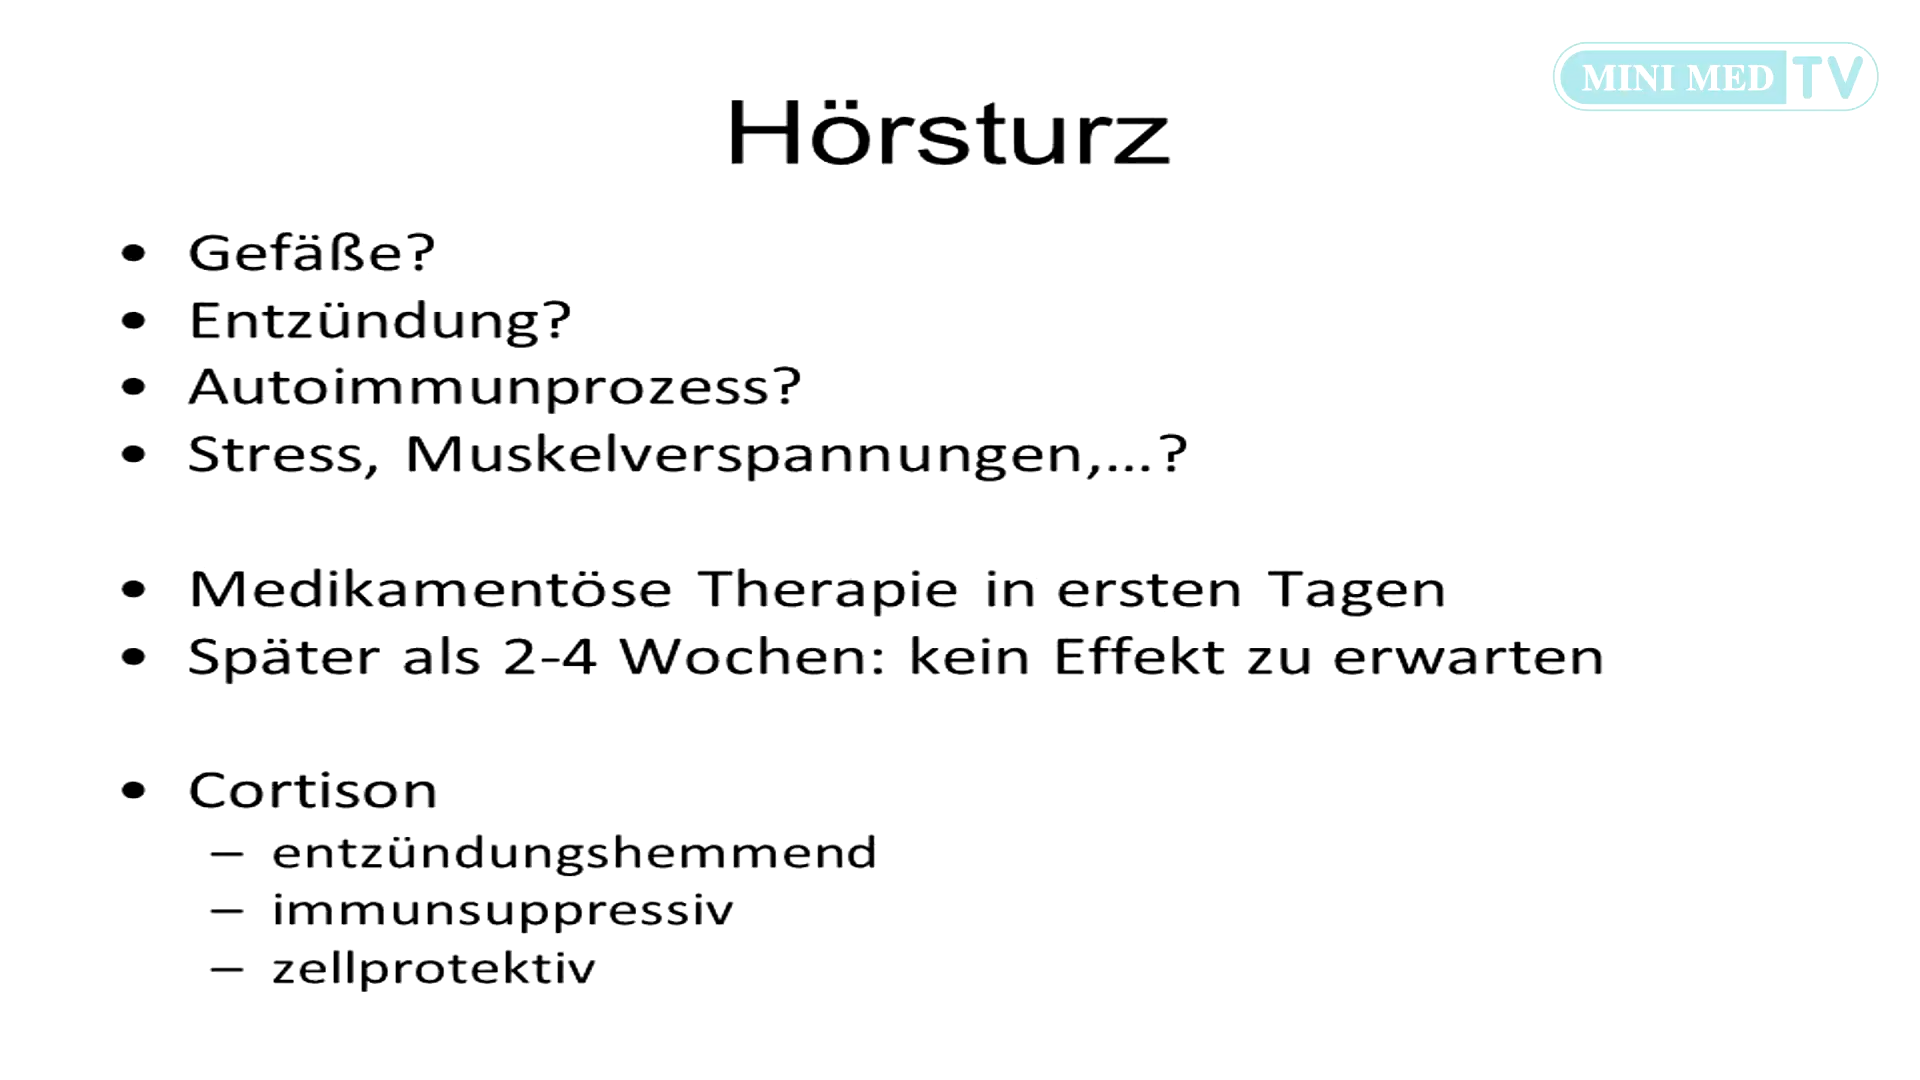 MINI MED TV
Hörsturz
• Gefäße?
• Entzündung?
• Autoimmunprozess?
• Stress, Muskelverspannungen,...?
• Medikamentöse Therapie in ersten Tagen
• Später als 2-4 Wochen: kein Effekt zu erwarten
• Cortison
– entzündungshemmend
– immunsuppressiv
– zellprotektiv